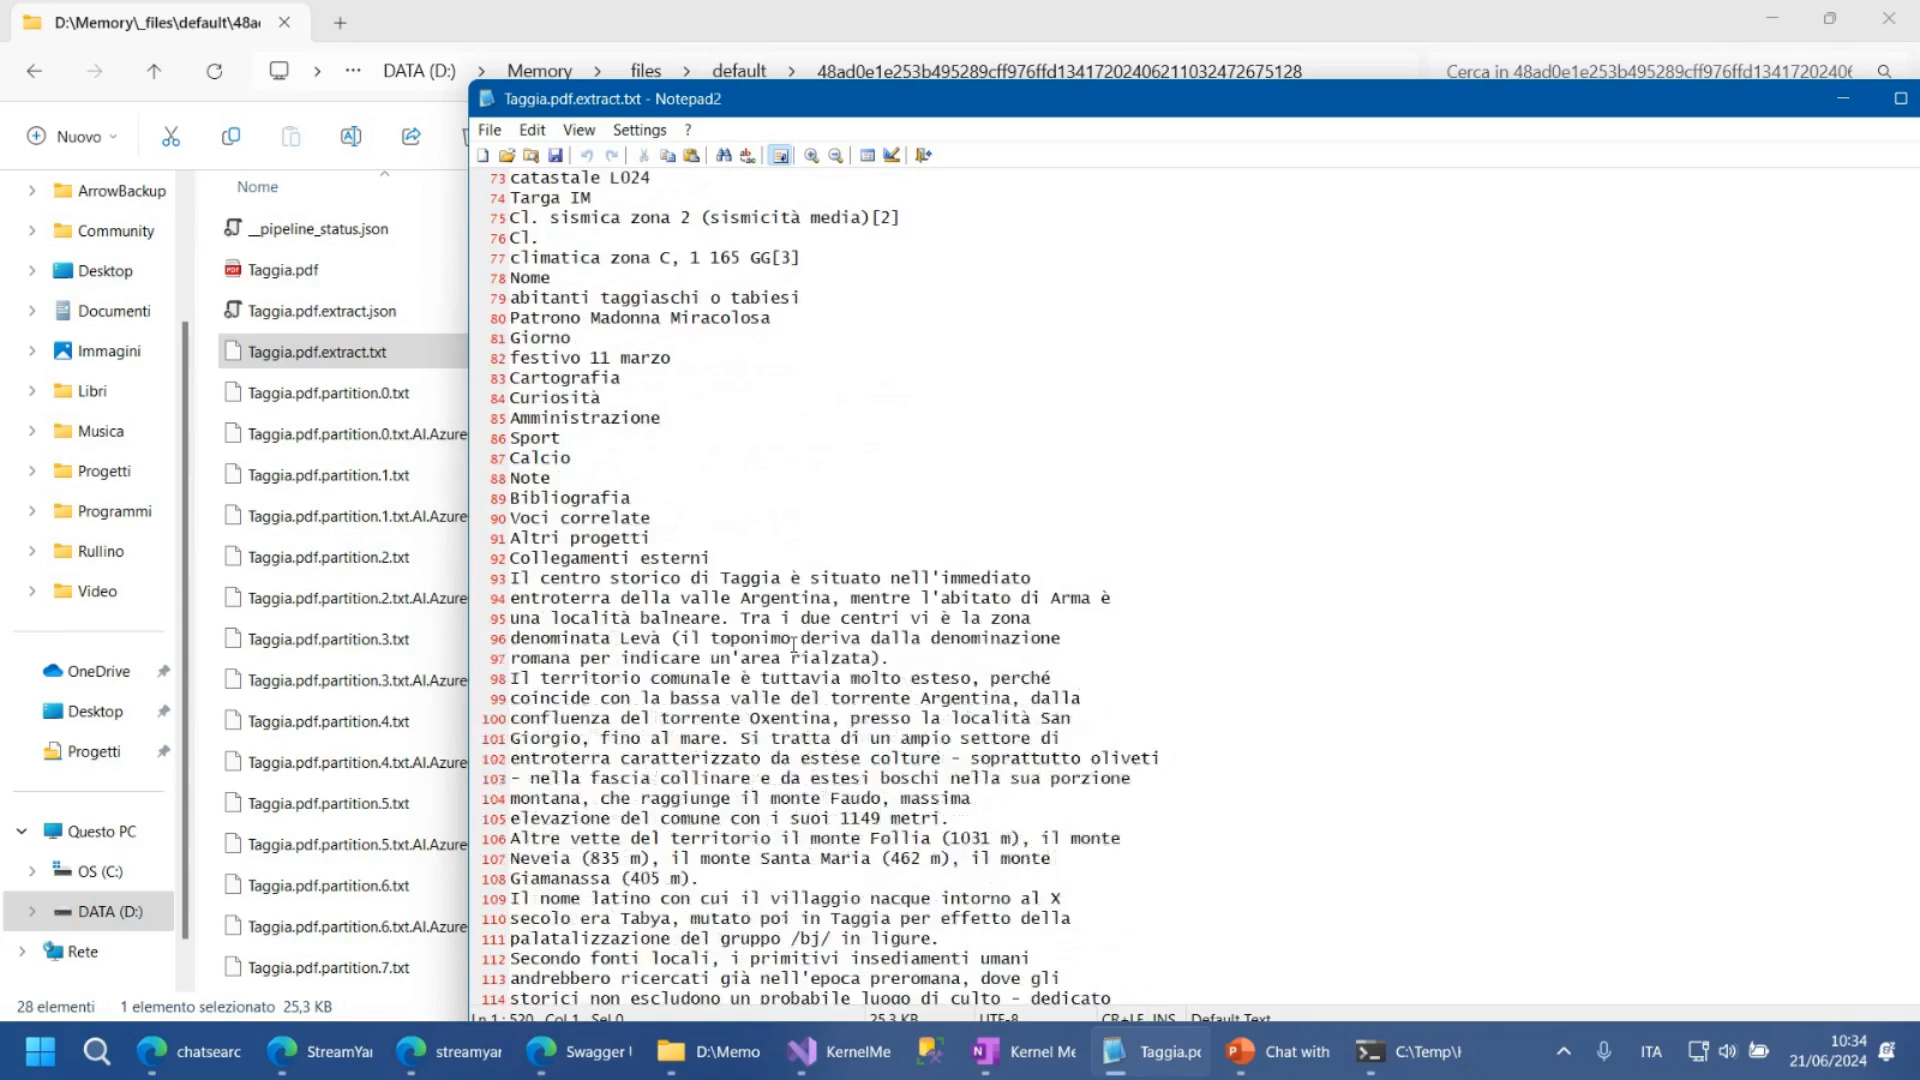 D:\Memory\_files\default\48a
DATA (D:)
Memory
files
default
48ad0e1e253b495289cff976ffd13417202406211032472675128
Cerca in 48ad0e1e253b495289cff976ffd1341720240
Nuovo
Nome
ArrowBackup
Community
Desktop
Documenti
Immagini
Libri
Musica
Progetti
Programmi
Rullino
Video
OneDrive
Desktop
Progetti
Questo PC
OS (C:)
DATA (D:)
Rete
__pipeline_status.json
Taggia.pdf
Taggia.pdf.extract.json
Taggia.pdf.extract.txt
Taggia.pdf.partition.0.txt
Taggia.pdf.partition.0.txt.AI.Azure
Taggia.pdf.partition.1.txt
Taggia.pdf.partition.1.txt.AI.Azure
Taggia.pdf.partition.2.txt
Taggia.pdf.partition.2.txt.AI.Azure
Taggia.pdf.partition.3.txt
Taggia.pdf.partition.3.txt.AI.Azure
Taggia.pdf.partition.4.txt
Taggia.pdf.partition.4.txt.AI.Azure
Taggia.pdf.partition.5.txt
Taggia.pdf.partition.5.txt.AI.Azure
Taggia.pdf.partition.6.txt
Taggia.pdf.partition.6.txt.AI.Azure
Taggia.pdf.partition.7.txt
28 elementi 1 elemento selezionato 25,3 KB
Taggia.pdf.extract.txt - Notepad2
File Edit View Settings ?
73 catastale L024
74 Targa IM
75 Cl. sismica zona 2 (sismicità media)[2]
76 Cl.
77 climatica zona C, 1 165 GG[3]
78 Nome
79 abitanti taggiaschi o tabiesi
80 Patrono Madonna Miracolosa
81 Giorno
82 festivo 11 marzo
83 Cartografia
84 Curiosità
85 Amministrazione
86 Sport
87 Calcio
88 Note
89 Bibliografia
90 Voci correlate
91 Altri progetti
92 Collegamenti esterni
93 Il centro storico di Taggia è situato nell'immediato
94 entroterra della valle Argentina, mentre l'abitato di Arma è
95 una località balneare. Tra i due centri vi è la zona
96 denominata Levà (il toponimo deriva dalla denominazione
97 romana per indicare un'area rialzata).
98 Il territorio comunale è tuttavia molto esteso, perché
99 coincide con la bassa valle del torrente Argentina, dalla
100 confluenza del torrente Oxentina, presso la località San
101 Giorgio, fino al mare. Si tratta di un ampio settore di
102 entroterra caratterizzato da estese colture - soprattutto oliveti
103 - nella fascia collinare e da estesi boschi nella sua porzione
104 montana, che raggiunge il monte Faudo, massima
105 elevazione del comune con i suoi 1149 metri.
106 Altre vette del territorio il monte Follia (1031 m), il monte
107 Neveia (835 m), il monte Santa Maria (462 m), il monte
108 Giamanassa (405 m).
109 Il nome latino con cui il villaggio nacque intorno al X
110 secolo era Tabya, mutato poi in Taggia per effetto della
111 palatalizzazione del gruppo /bj/ in ligure.
112 Secondo fonti locali, i primitivi insediamenti umani
113 andrebbero ricercati già nell'epoca preromana, dove gli
114 storici non escludono un probabile luogo di culto - dedicato
Ln 1 : 520 Col 1 Sel 0 25,3 KB UTF-8 CR+LF INS Default Text
chatsearc
StreamYa
streamyar
Swagger
D:\Memo
KernelMe
Kernel Me
Taggia.pc
Chat with
C:\Temp\
ITA
10:34
21/06/2024